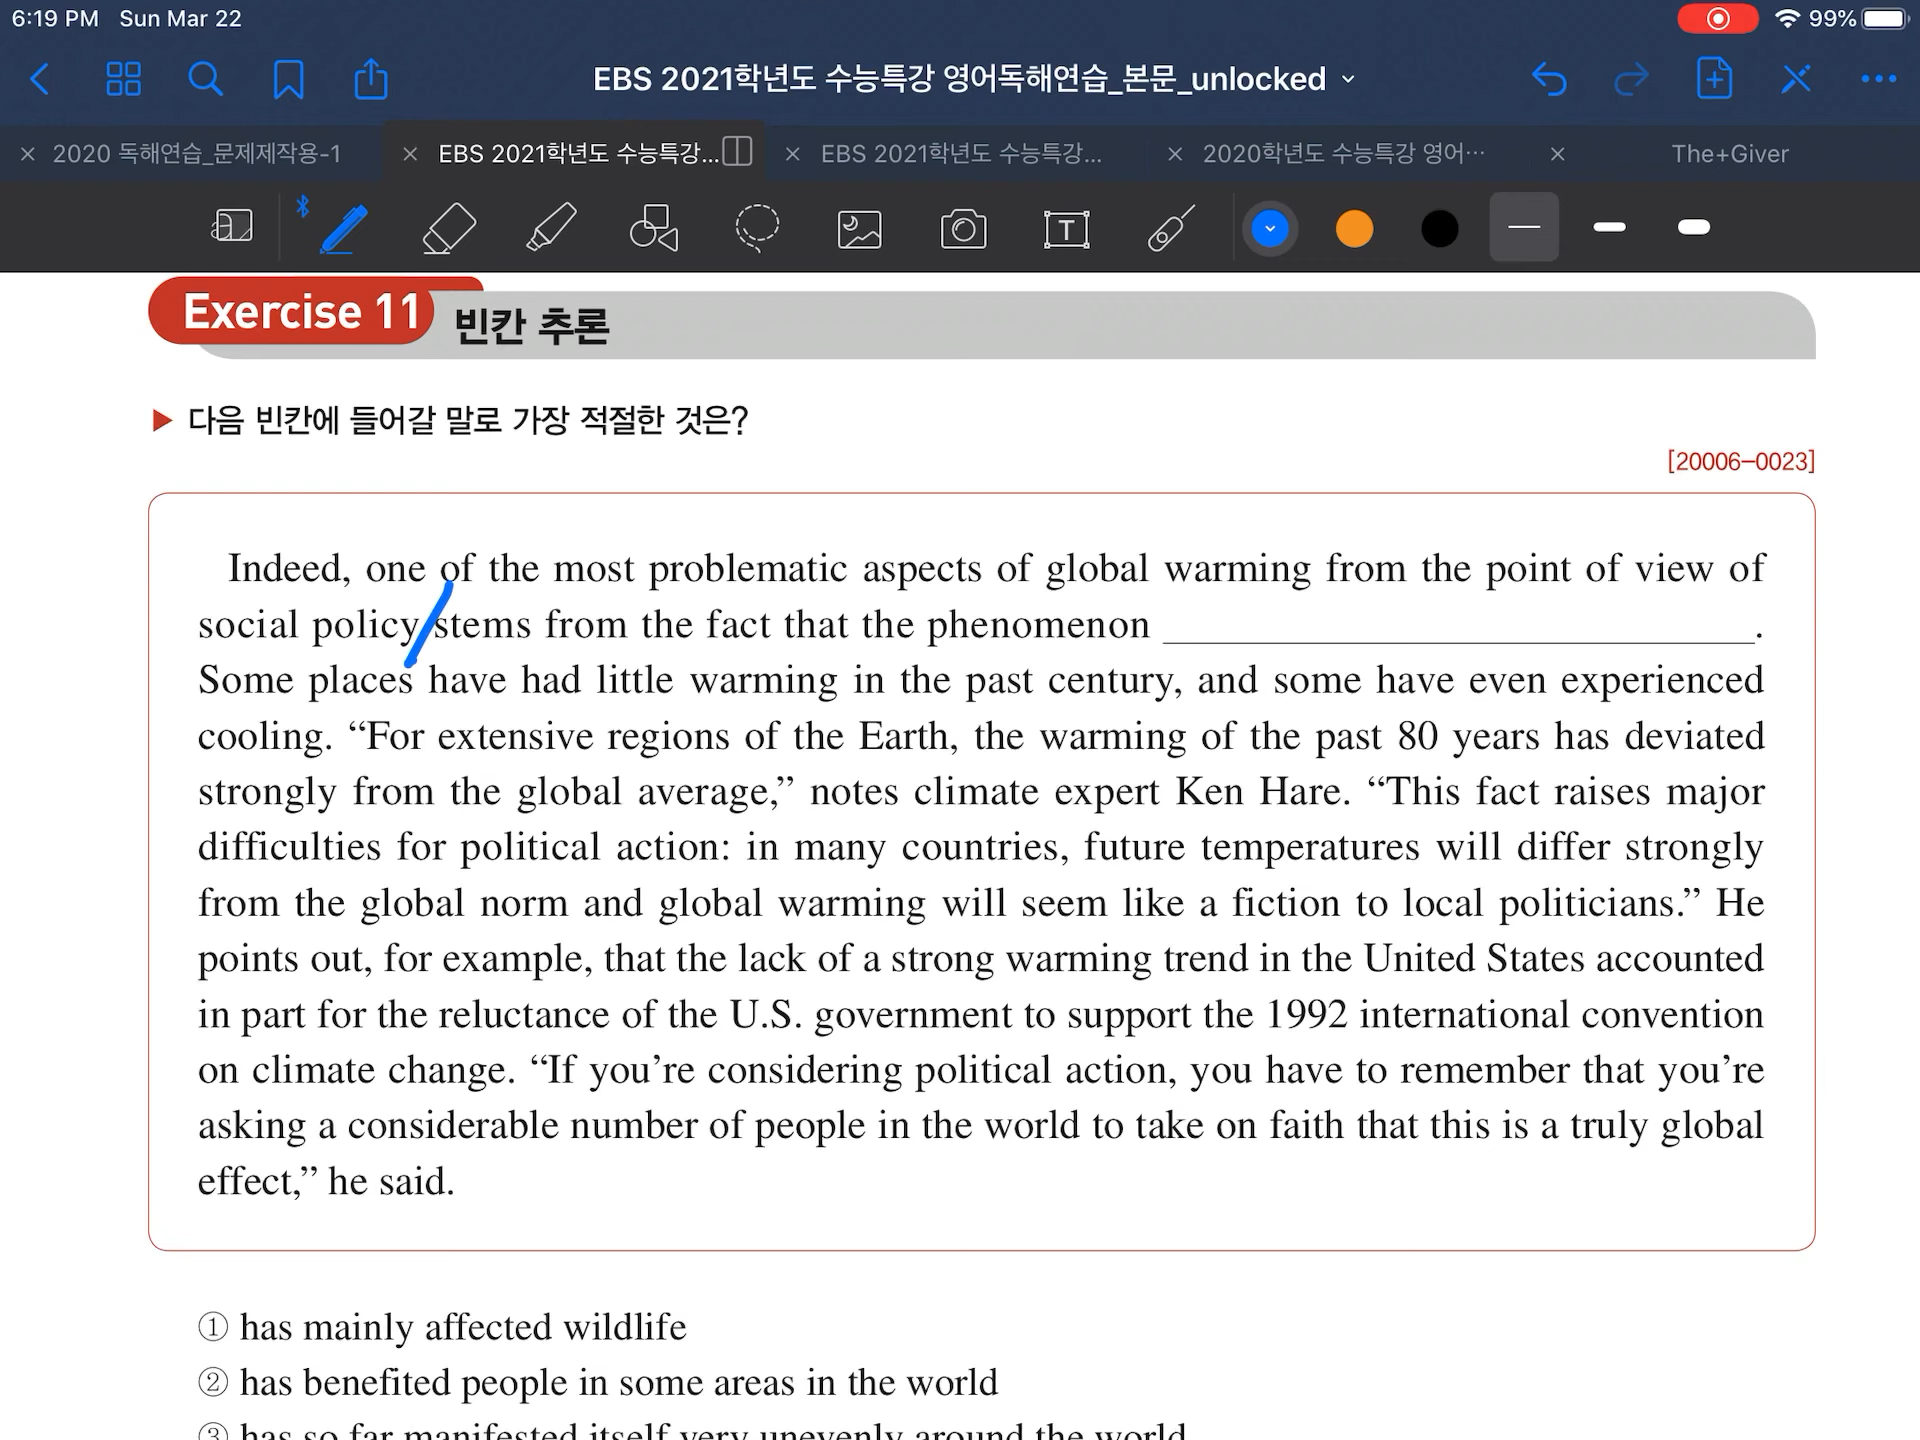 6:19 PM Sun Mar 22
99%
EBS 2021학년도 수능특강 영어독해연습_본문_unlocked
2020 독해연습_문제제작용-1
EBS 2021학년도 수능특강...
EBS 2021학년도 수능특강...
2020학년도 수능특강 영어...
The+Giver
T
Exercise 11 빈칸 추론
▶ 다음 빈칸에 들어갈 말로 가장 적절한 것은?
[20006-0023]
Indeed, one of the most problematic aspects of global warming from the point of view of
social policy stems from the fact that the phenomenon ____________________.
Some places have had little warming in the past century, and some have even experienced
cooling. “For extensive regions of the Earth, the warming of the past 80 years has deviated
strongly from the global average,” notes climate expert Ken Hare. “This fact raises major
difficulties for political action: in many countries, future temperatures will differ strongly
from the global norm and global warming will seem like a fiction to local politicians.” He
points out, for example, that the lack of a strong warming trend in the United States accounted
in part for the reluctance of the U.S. government to support the 1992 international convention
on climate change. “If you’re considering political action, you have to remember that you’re
asking a considerable number of people in the world to take on faith that this is a truly global
effect,” he said.
① has mainly affected wildlife
② has benefited people in some areas in the world
③ has so far manifested itself very unevenly around the world